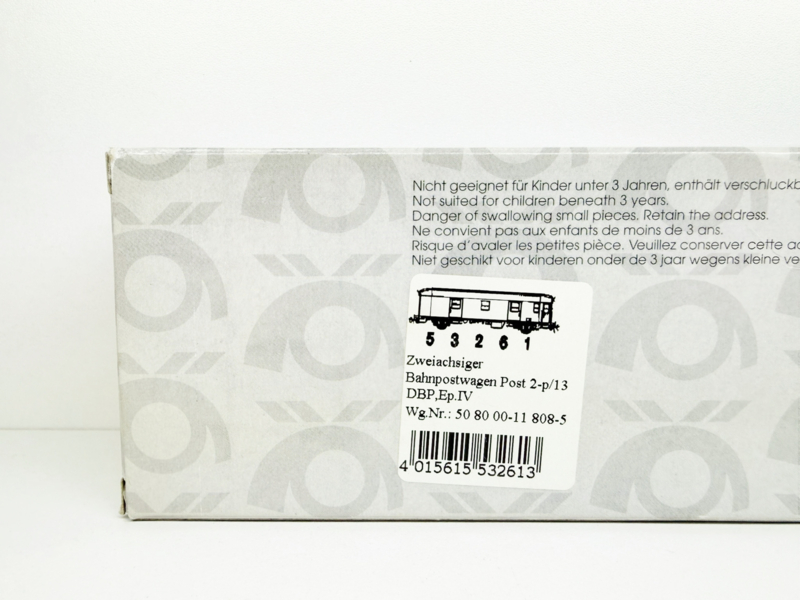 Nicht geeignet für Kinder unter 3 Jahren, enthält
Not suited for children beneath 3 years.
Danger of swallowing small pieces. Retain the address.
Ne convient pas aux enfants de moins de 3 ans.
Risque d'avaler les petites pièce. Veuillez conserver cette
Niet geschikt voor kinderen onder de 3 jaar wegens kleine
5 3 2 6 1
Zweiachsiger
Bahnpostwagen Post 2-p/13
DBP,Ep.IV
Wg.Nr.: 50 80 00-11 808-5
4 015615 532613